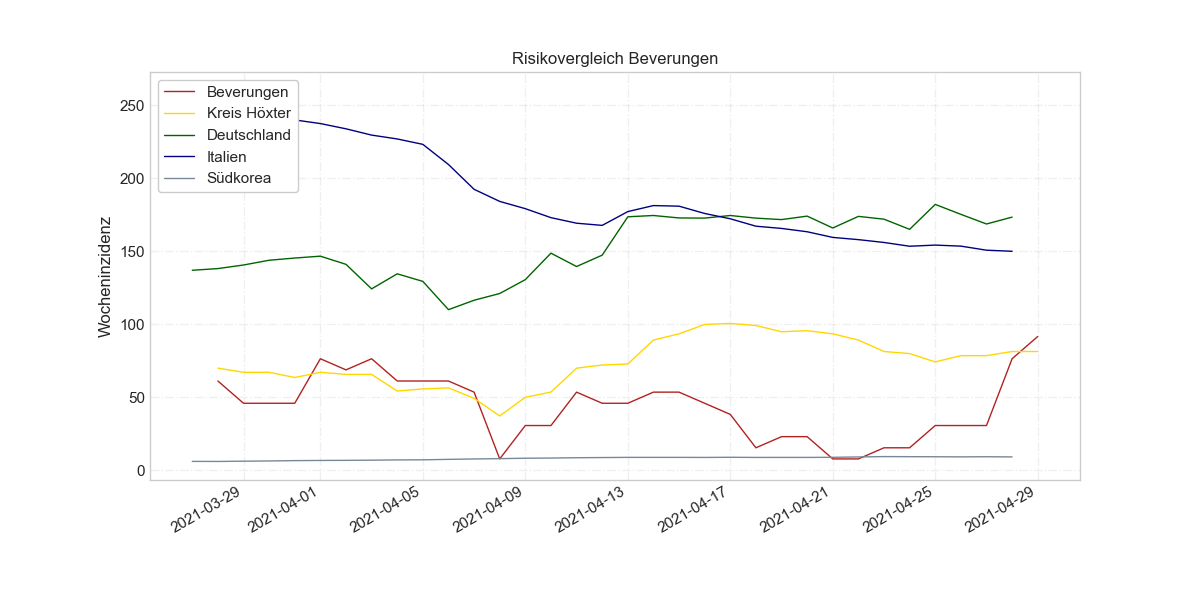 Risikovergleich Beverungen
Beverungen
Kreis Höxter
Deutschland
Italien
Südkorea
Wocheninzidenz
250
200
150
100
50
0
2021-03-29
2021-04-01
2021-04-05
2021-04-09
2021-04-13
2021-04-17
2021-04-21
2021-04-25
2021-04-29